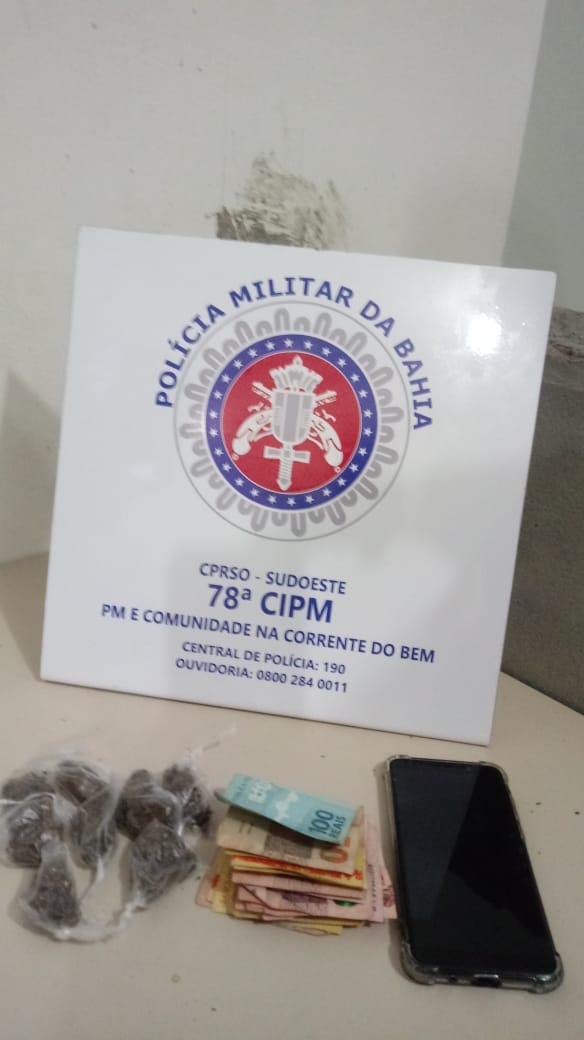 POLÍCIA MILITAR DA BAHIA
CPRSO - SUDOESTE
78ª CIPM
PM E COMUNIDADE NA CORRENTE DO BEM
CENTRAL DE POLÍCIA: 190
OUVIDORIA: 0800 284 0011
100
REAIS